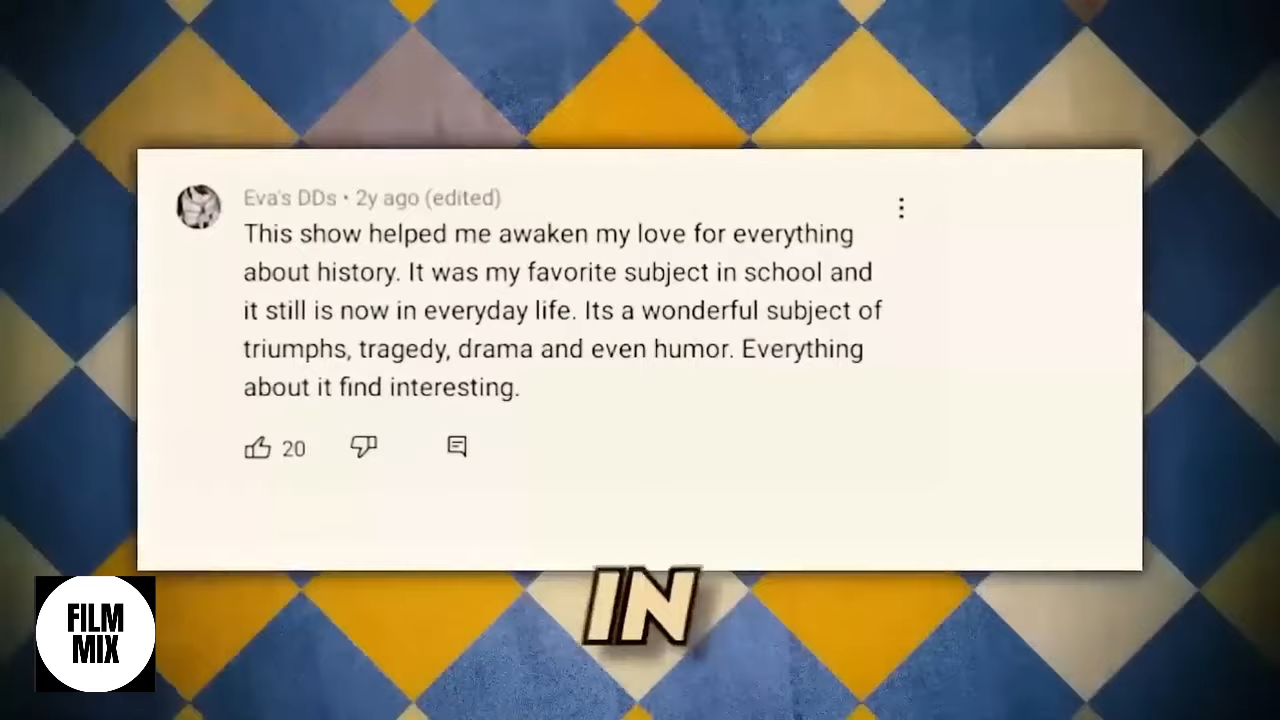 Eva's DDs • 2y ago (edited)
This show helped me awaken my love for everything
about history. It was my favorite subject in school and
it still is now in everyday life. Its a wonderful subject of
triumphs, tragedy, drama and even humor. Everything
about it find interesting.
20
IN
FILM
MIX